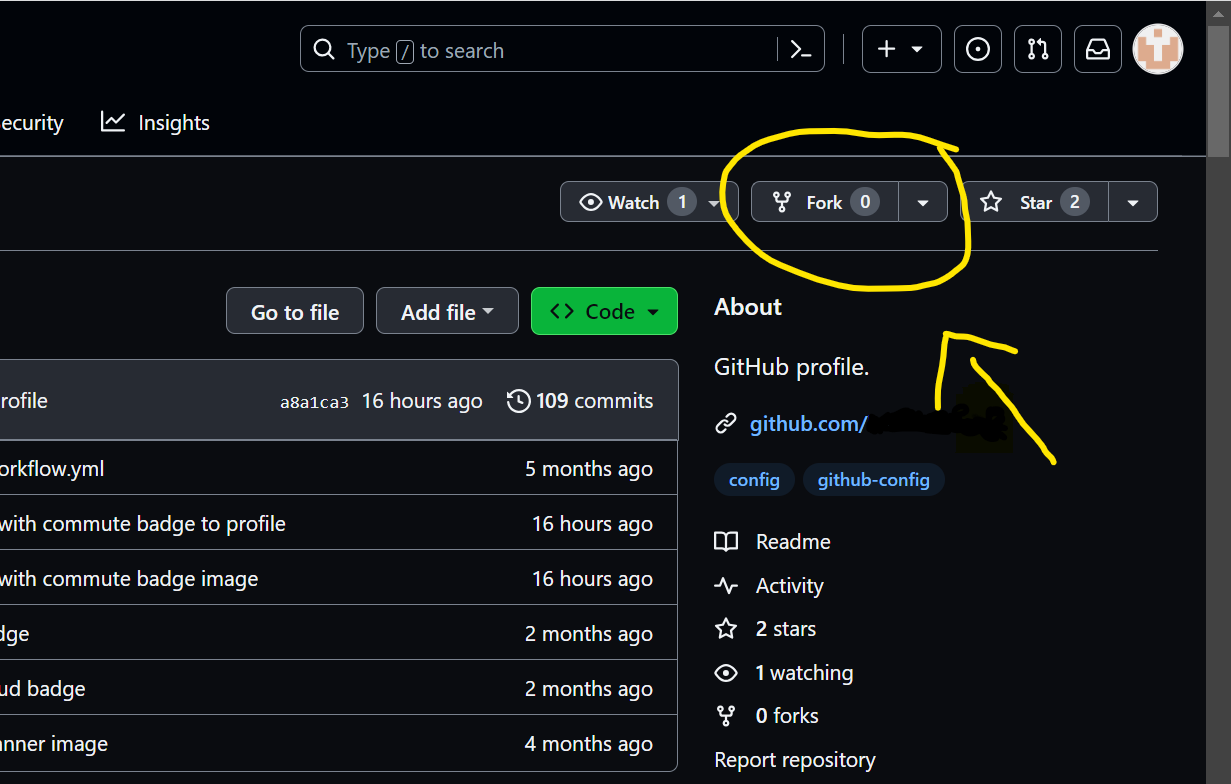 Type / to search
ecurity Insights
Watch 1 Fork 0 Star 2
Go to file Add file Code
About
GitHub profile.
rofile a8a1ca3 16 hours ago 109 commits
github.com/
orkflow.yml 5 months ago
config github-config
with commute badge to profile 16 hours ago
Readme
with commute badge image 16 hours ago
Activity
dge 2 months ago
2 stars
ud badge 2 months ago
1 watching
0 forks
nner image 4 months ago
Report repository